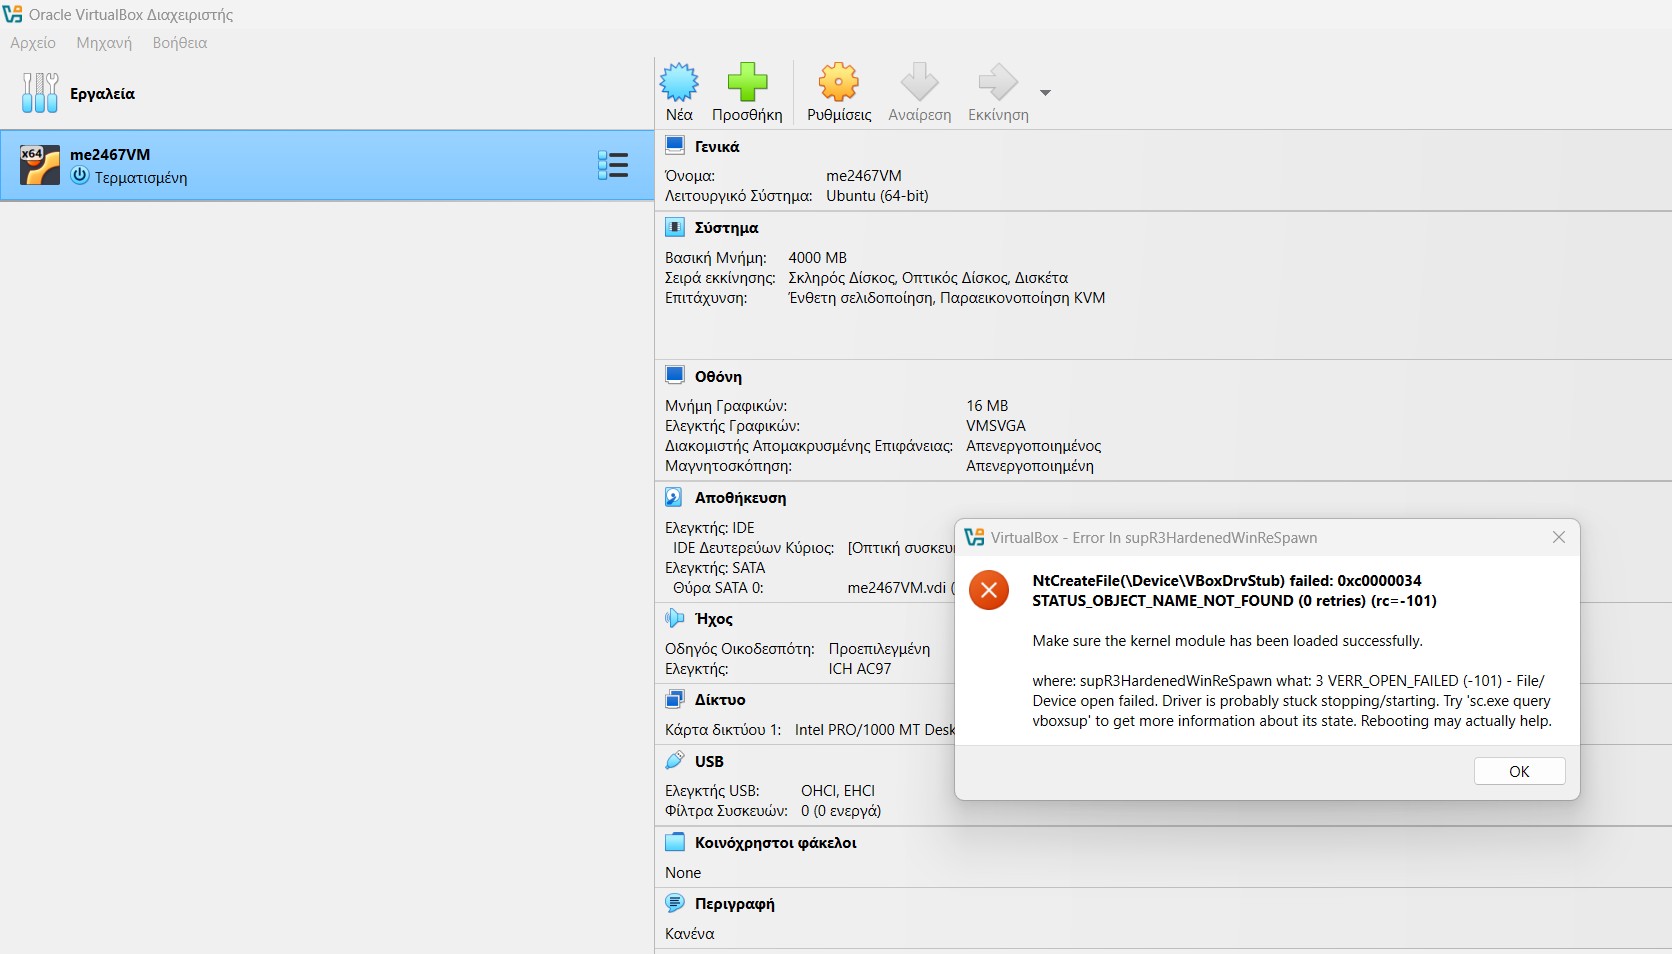 Oracle VirtualBox Διαχειριστής
Αρχείο Μηχανή Βοήθεια
Εργαλεία
x64
me2467VM
Τερματισμένη
Νέα Προσθήκη Ρυθμίσεις Αναίρεση Εκκίνηση
Γενικά
Όνομα: me2467VM
Λειτουργικό Σύστημα: Ubuntu (64-bit)
Σύστημα
Βασική Μνήμη: 4000 MB
Σειρά εκκίνησης: Σκληρός Δίσκος, Οπτικός Δίσκος, Δισκέτα
Επιτάχυνση: Ένθετη σελιδοποίηση, Παραεικονοποίηση KVM
Οθόνη
Μνήμη Γραφικών: 16 MB
Ελεγκτής Γραφικών: VMSVGA
Διακομιστής Απομακρυσμένης Επιφάνειας: Απενεργοποιημένος
Μαγνητοσκόπηση: Απενεργοποιημένη
Αποθήκευση
Ελεγκτής: IDE
IDE Δευτερεύων Κύριος: [Οπτική συσκευ
Ελεγκτής: SATA
Θύρα SATA 0: me2467VM.vdi (
Ήχος
Οδηγός Οικοδεσπότη: Προεπιλεγμένη
Ελεγκτής: ICH AC97
Δίκτυο
Κάρτα δικτύου 1: Intel PRO/1000 MT Desk
USB
Ελεγκτής USB: OHCI, EHCI
Φίλτρα Συσκευών: 0 (0 ενεργά)
Κοινόχρηστοι φάκελοι
None
Περιγραφή
Κανένα
VirtualBox - Error In supR3HardenedWinReSpawn
NtCreateFile(\Device\VBoxDrvStub) failed: 0xc0000034
STATUS_OBJECT_NAME_NOT_FOUND (0 retries) (rc=-101)
Make sure the kernel module has been loaded successfully.
where: supR3HardenedWinReSpawn what: 3 VERR_OPEN_FAILED (-101) - File/
Device open failed. Driver is probably stuck stopping/starting. Try 'sc.exe query
vboxsup' to get more information about its state. Rebooting may actually help.
OK